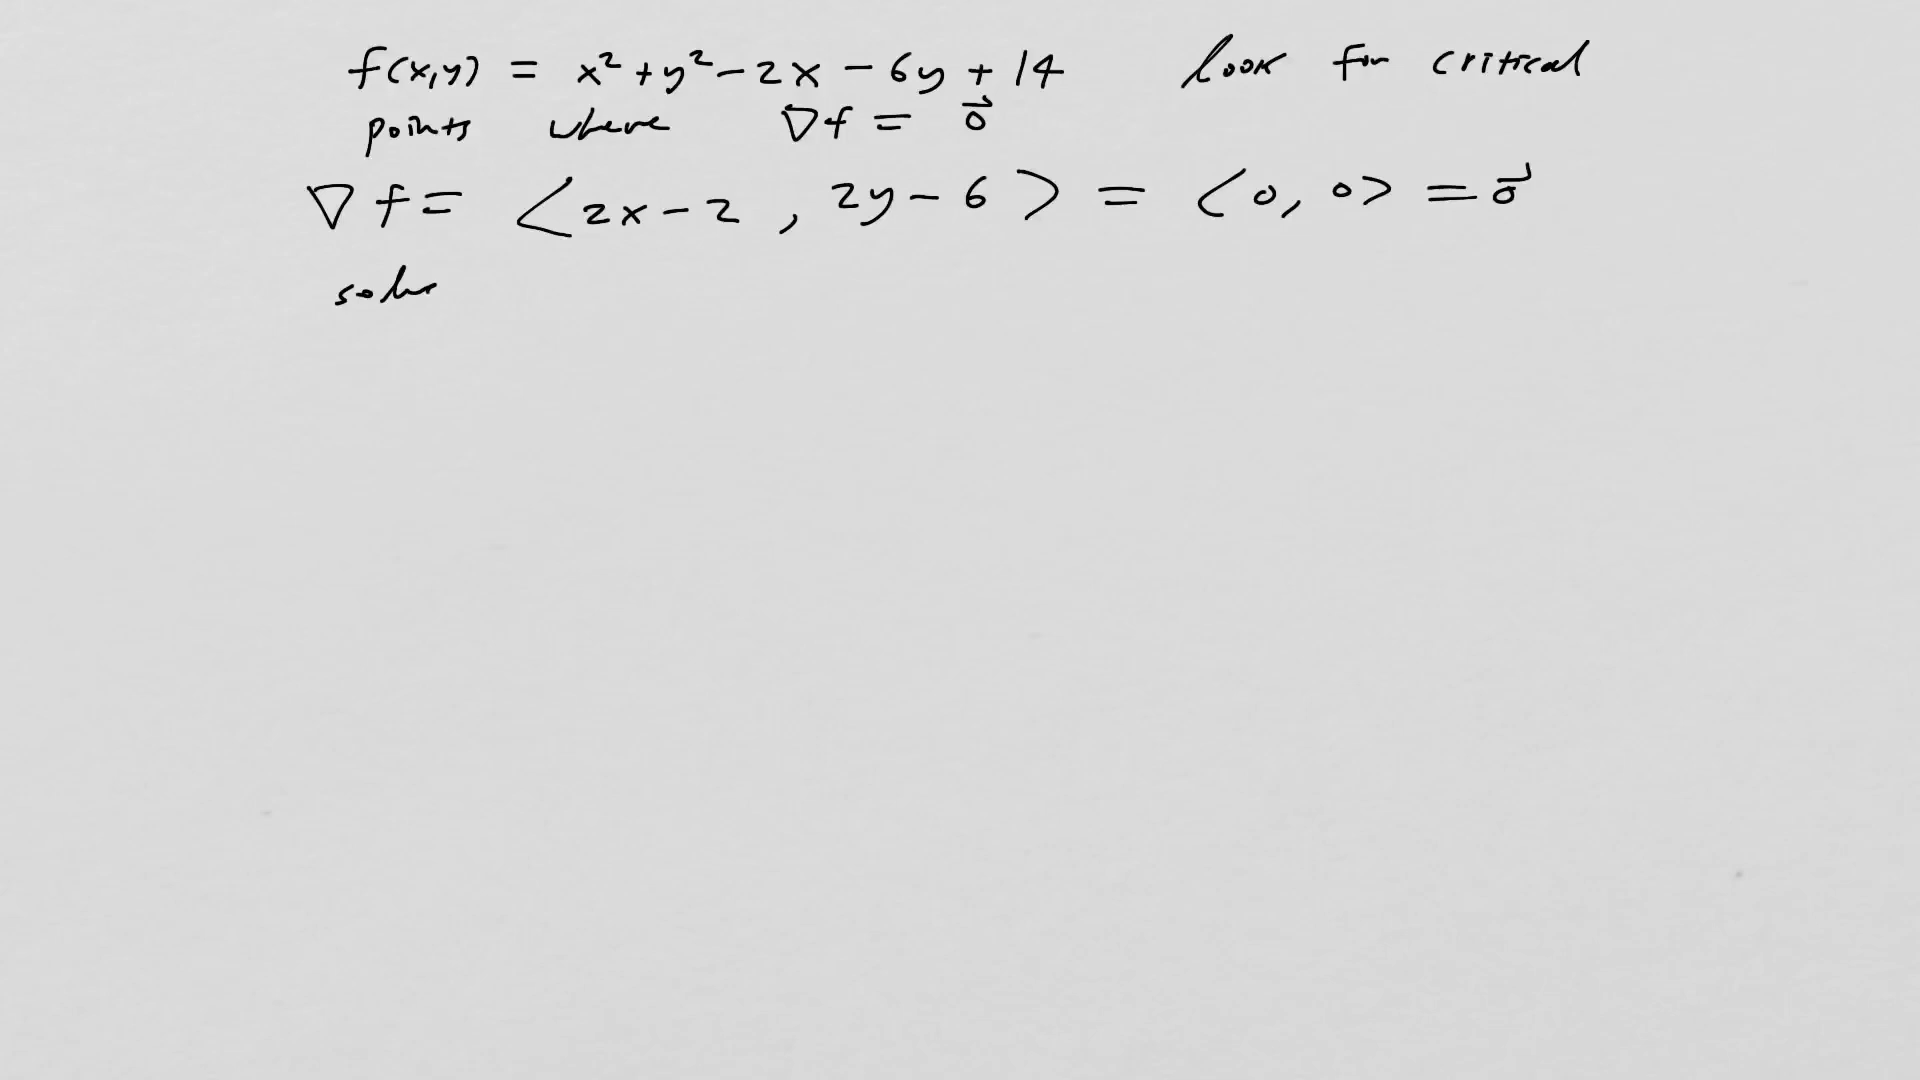 f(x,y) = x² + y² - 2x - 6y + 14 look for critical
points where ∇f = 0⃗
∇f = <2x - 2, 2y - 6> = <0, 0> = 0⃗
solve